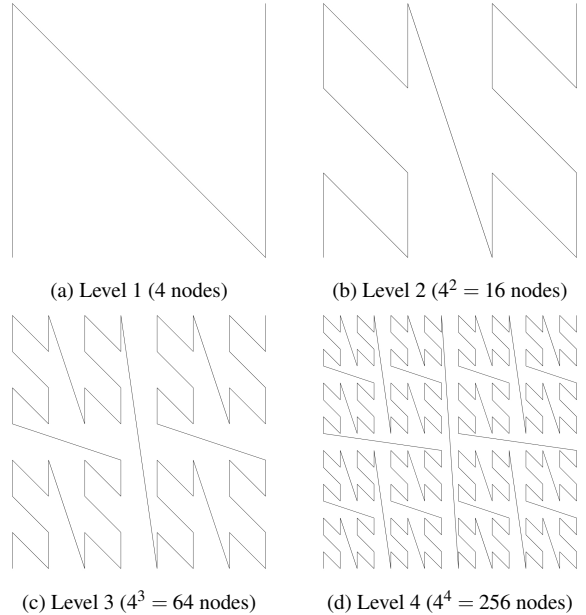 (a) Level 1 (4 nodes)
(b) Level 2 (4² = 16 nodes)
(c) Level 3 (4³ = 64 nodes)
(d) Level 4 (4⁴ = 256 nodes)